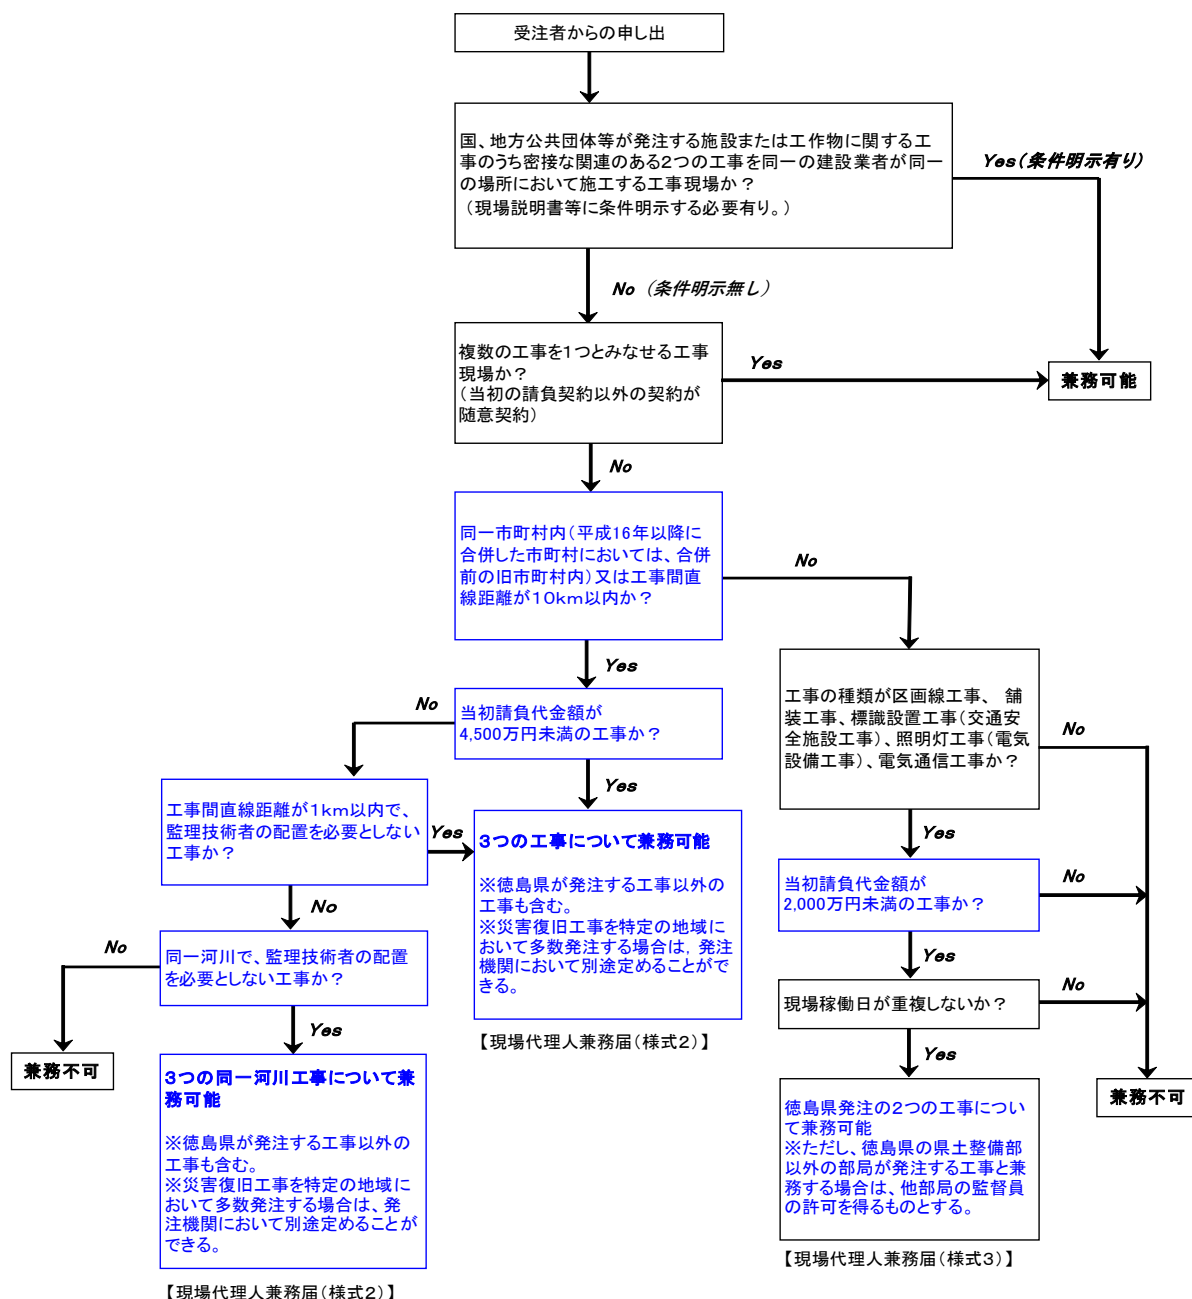 受注者からの申し出
国、地方公共団体等が発注する施設または工作物に関する工
事のうち密接な関連のある2つの工事を同一の建設業者が同一
の場所において施工する工事現場か？
（現場説明書等に条件明示する必要有り。）
Yes（条件明示有り）
No（条件明示無し）
複数の工事を1つとみなせる工事
現場か？
（当初の請負契約以外の契約が
随意契約）
Yes
兼務可能
No
同一市町村内（平成16年以降に
合併した市町村においては、合併
前の旧市町村内）又は工事間直
線距離が10km以内か？
No
Yes
当初請負代金額が
4,500万円未満の工事か？
No
Yes
工事の種類が区画線工事、 舗
装工事、標識設置工事（交通安
全施設工事）、照明灯工事（電気
設備工事）、電気通信工事か？
No
Yes
工事間直線距離が1km以内で、
監理技術者の配置を必要としない
工事か？
Yes
No
3つの工事について兼務可能
※徳島県が発注する工事以外の
工事も含む。
※災害復旧工事を特定の地域に
おいて多数発注する場合は，発注
機関において別途定めることがで
きる。
【現場代理人兼務届（様式2）】
当初請負代金額が
2,000万円未満の工事か？
No
Yes
同一河川で、監理技術者の配置
を必要としない工事か？
No
Yes
現場稼働日が重複しないか？
No
Yes
兼務不可
3つの同一河川工事について兼
務可能
※徳島県が発注する工事以外の
工事も含む。
※災害復旧工事を特定の地域に
おいて多数発注する場合は、発
注機関において別途定めることが
できる。
【現場代理人兼務届（様式2）】
徳島県発注の2つの工事につい
て兼務可能
※ただし、徳島県の県土整備部
以外の部局が発注する工事と兼
務する場合は、他部局の監督員
の許可を得るものとする。
【現場代理人兼務届（様式3）】
兼務不可